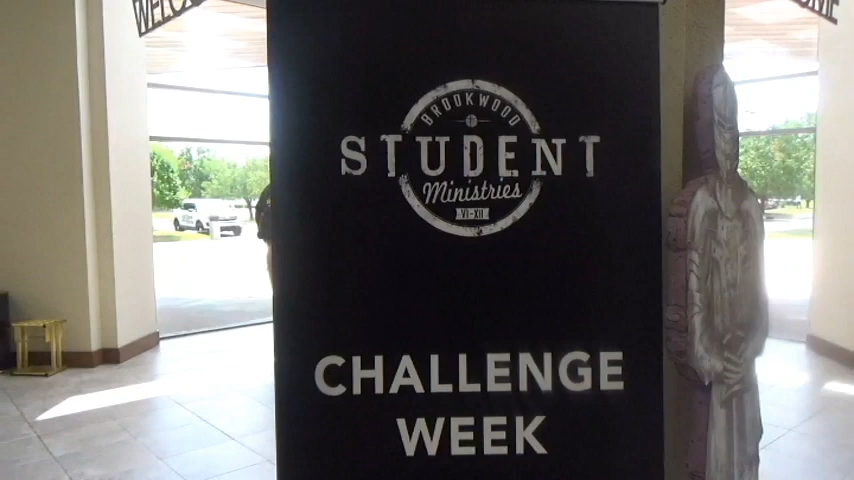 BROOKWOOD
STUDENT
Ministries
VI-XII
CHALLENGE
WEEK